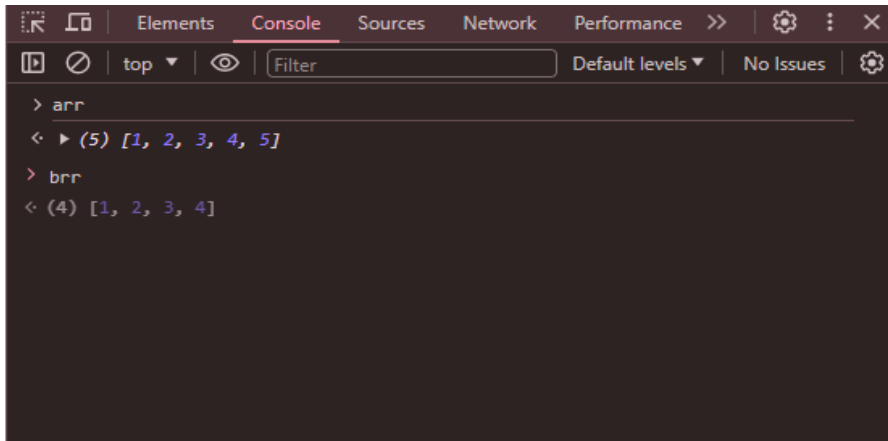 Elements Console Sources Network Performance
top Filter Default levels No Issues
> arr
(5) [1, 2, 3, 4, 5]
> brr
(4) [1, 2, 3, 4]